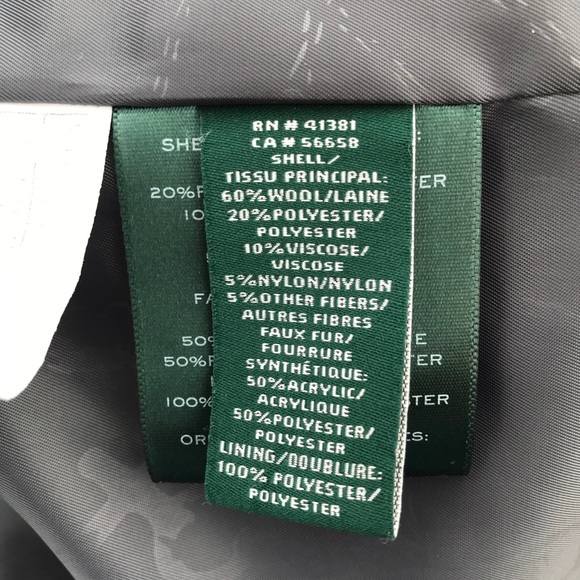 RN # 41381
CA # 56658
SHELL/
TISSU PRINCIPAL:
60%WOOL/LAINE
20%POLYESTER/
POLYESTER
10%VISCOSE/
VISCOSE
5%NYLON/NYLON
5%OTHER FIBERS/
AUTRES FIBRES
FAUX FUR/
FOURRURE
SYNTHÉTIQUE:
50%ACRYLIC/
ACRYLIQUE
50%POLYESTER/
POLYESTER
LINING/DOUBLURE:
100% POLYESTER/
POLYESTER